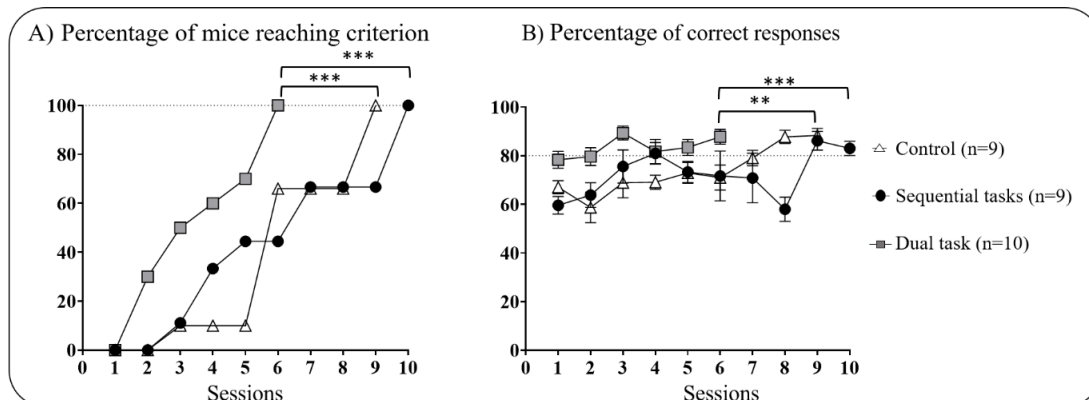 A) Percentage of mice reaching criterion
***
***
100
80
60
40
20
0
0 1 2 3 4 5 6 7 8 9 10
Sessions
B) Percentage of correct responses
***
**
100
80
60
40
20
0
0 1 2 3 4 5 6 7 8 9 10
Sessions
Control (n=9)
Sequential tasks (n=9)
Dual task (n=10)